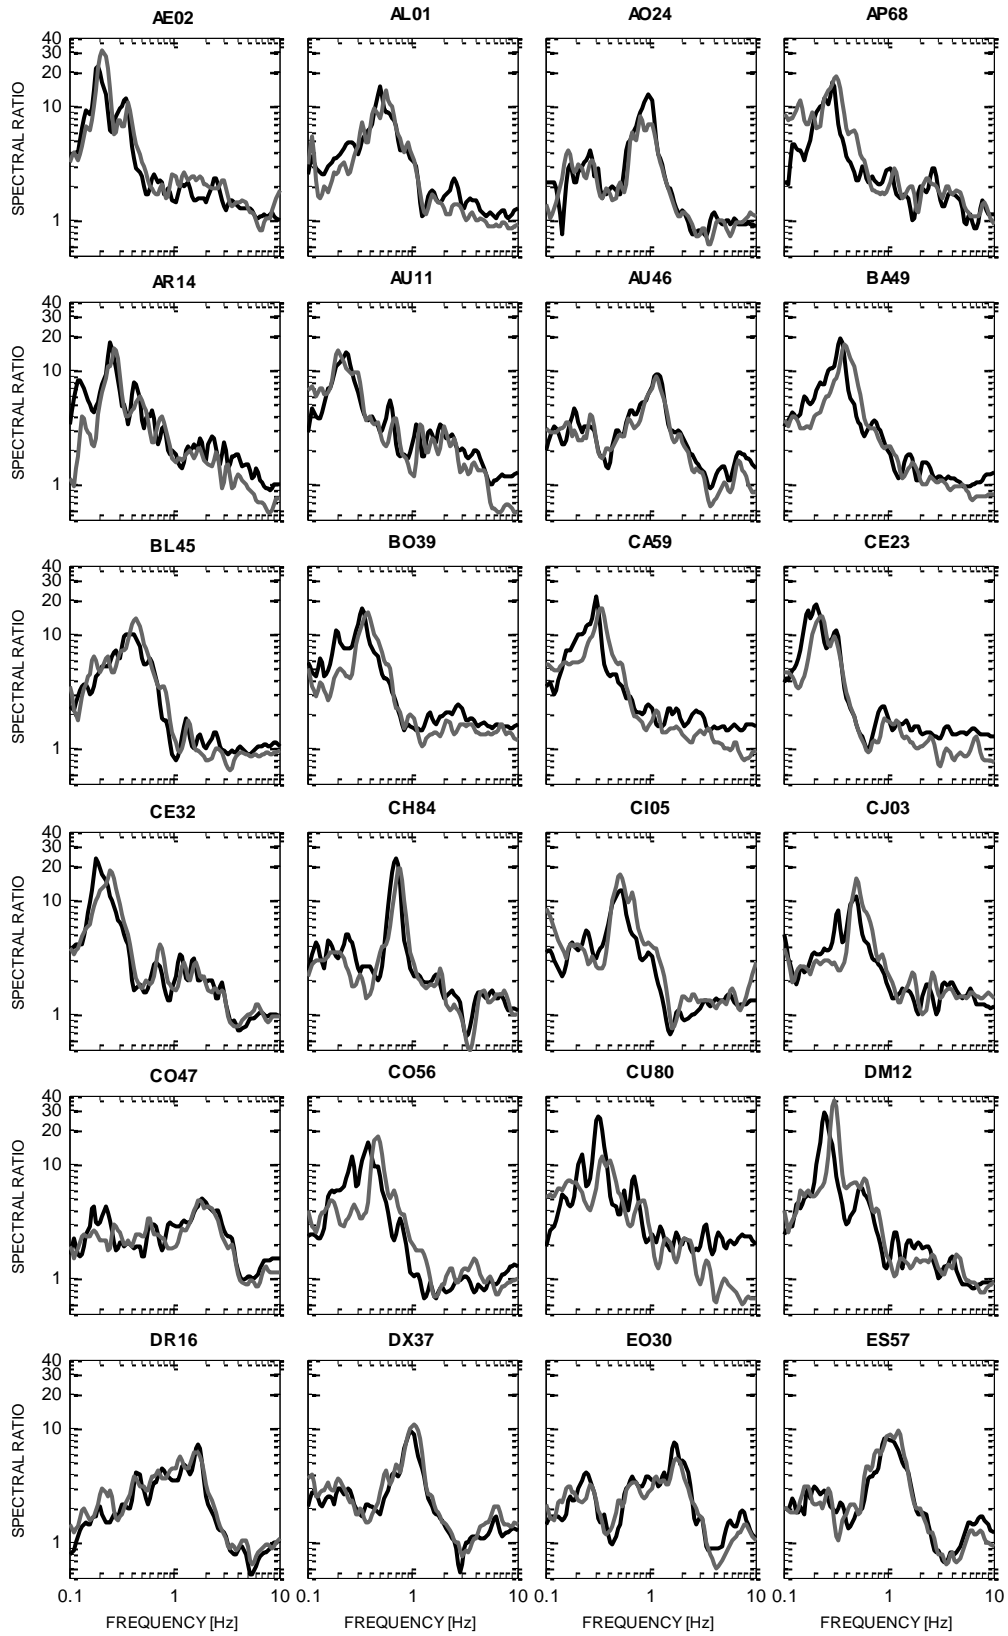 AE02 AL01 AO24 AP68
40
30
20
10
1
SPECTRAL RATIO
AR14 AU11 AU46 BA49
40
30
20
10
1
SPECTRAL RATIO
BL45 BO39 CA59 CE23
40
30
20
10
1
SPECTRAL RATIO
CE32 CH84 CI05 CJ03
40
30
20
10
1
SPECTRAL RATIO
CO47 CO56 CU80 DM12
40
30
20
10
1
SPECTRAL RATIO
DR16 DX37 EO30 ES57
40
30
20
10
1
SPECTRAL RATIO
0.1 1 10 0.1 1 10 0.1 1 10 0.1 1 10
FREQUENCY [Hz] FREQUENCY [Hz] FREQUENCY [Hz] FREQUENCY [Hz]